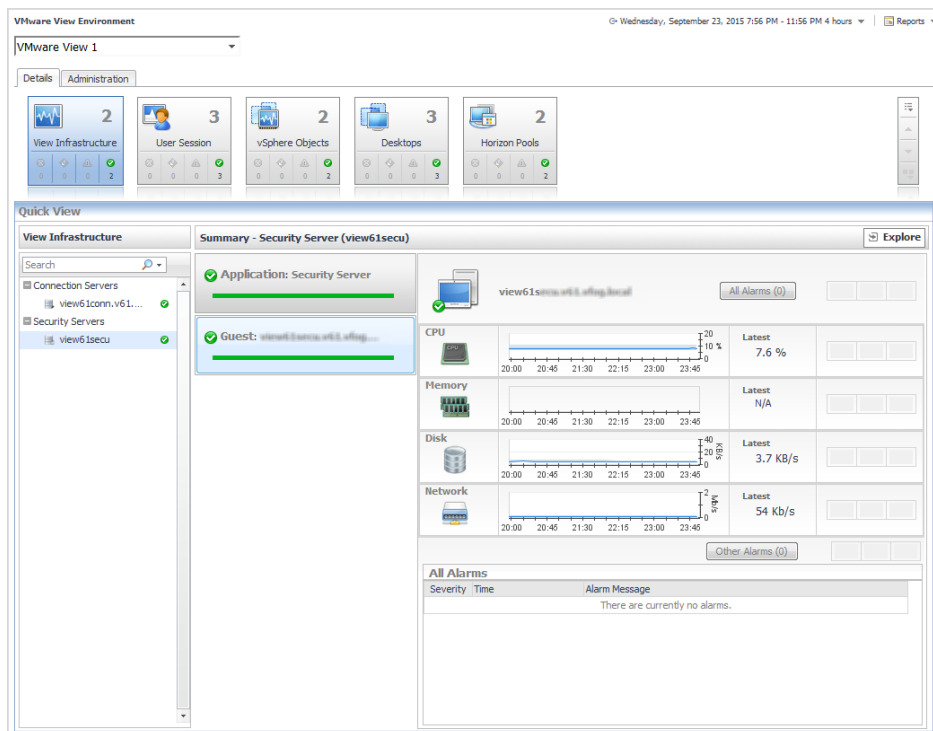 VMware View Environment
Wednesday, September 23, 2015 7:56 PM - 11:56 PM 4 hours
Reports
VMware View 1
Details
Administration
2
View Infrastructure
0 0 0 2
3
User Session
0 0 0 3
2
vSphere Objects
0 0 0 2
3
Desktops
0 0 0 3
2
Horizon Pools
0 0 0 2
Quick View
View Infrastructure
Search
Connection Servers
view61conn.v61....
Security Servers
view61secu
Summary - Security Server (view61secu)
Explore
Application: Security Server
Guest:
view61s
All Alarms (0)
CPU
CPU
20
10 %
0
20:00 20:45 21:30 22:15 23:00 23:45
Latest
7.6 %
Memory
20:00 20:45 21:30 22:15 23:00 23:45
Latest
N/A
Disk
40
20 KB/s
0
20:00 20:45 21:30 22:15 23:00 23:45
Latest
3.7 KB/s
Network
2 Mb/s
0
20:00 20:45 21:30 22:15 23:00 23:45
Latest
54 Kb/s
Other Alarms (0)
All Alarms
Severity Time Alarm Message
There are currently no alarms.